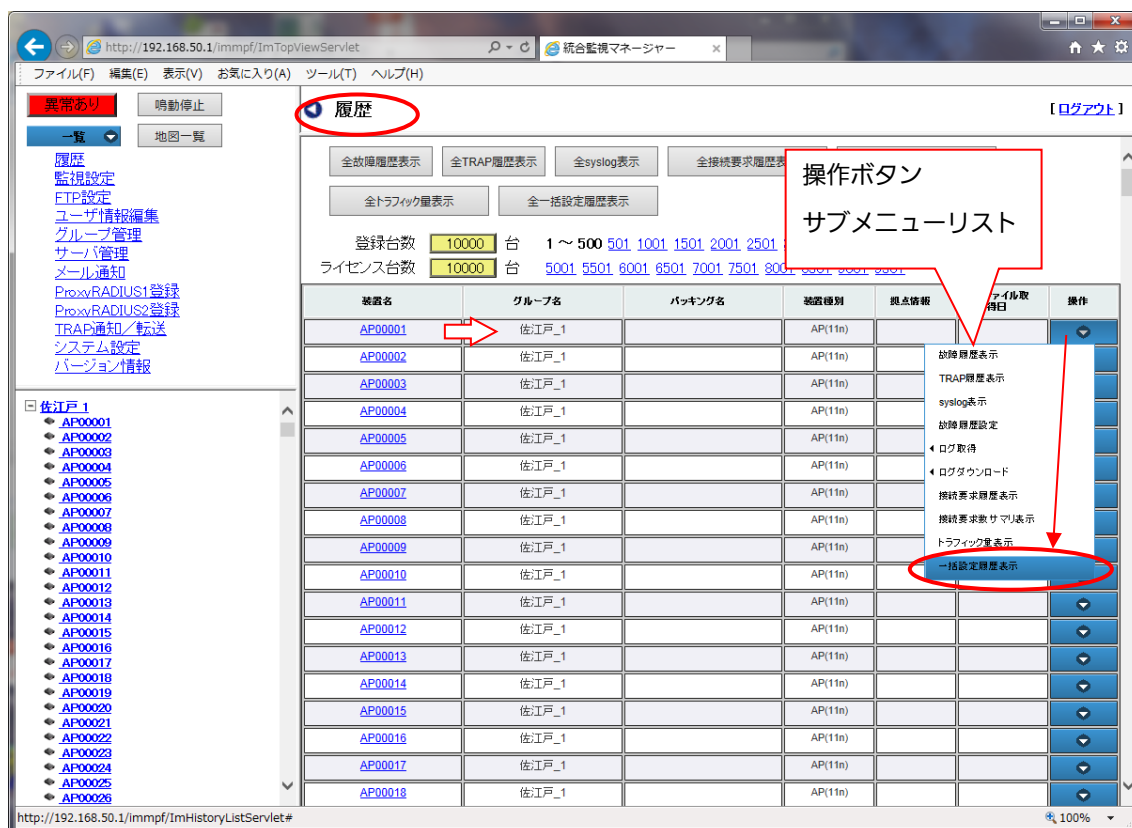 http://192.168.50.1/immpf/ImTopViewServlet
統合監視マネージャー
ファイル(F) 編集(E) 表示(V) お気に入り(A) ツール(T) ヘルプ(H)
異常あり 鳴動停止
一覧 地図一覧
履歴
監視設定
FTP設定
ユーザ情報編集
グループ管理
サーバ管理
メール通知
ProxyRADIUS1登録
ProxyRADIUS2登録
TRAP通知／転送
システム設定
バージョン情報
佐江戸 1
AP00001
AP00002
AP00003
AP00004
AP00005
AP00006
AP00007
AP00008
AP00009
AP00010
AP00011
AP00012
AP00013
AP00014
AP00015
AP00016
AP00017
AP00018
AP00019
AP00020
AP00021
AP00022
AP00023
AP00024
AP00025
AP00026
履歴 [ログアウト]
全故障履歴表示 全TRAP履歴表示 全syslog表示 全接続要求履歴表
全トラフィック量表示 全一括設定履歴表示
操作ボタン
サブメニューリスト
登録台数 10000 台 1 ～ 500 501 1001 1501 2001 2501
ライセンス台数 10000 台 5001 5501 6001 6501 7001 7501
装置名 グループ名 パッキング名 装置種別 拠点情報 ァイル取得日 操作
AP00001 佐江戸_1 AP(11n)
AP00002 佐江戸_1 AP(11n)
AP00003 佐江戸_1 AP(11n)
AP00004 佐江戸_1 AP(11n)
AP00005 佐江戸_1 AP(11n)
AP00006 佐江戸_1 AP(11n)
AP00007 佐江戸_1 AP(11n)
AP00008 佐江戸_1 AP(11n)
AP00009 佐江戸_1 AP(11n)
AP00010 佐江戸_1 AP(11n)
AP00011 佐江戸_1 AP(11n)
AP00012 佐江戸_1 AP(11n)
AP00013 佐江戸_1 AP(11n)
AP00014 佐江戸_1 AP(11n)
AP00015 佐江戸_1 AP(11n)
AP00016 佐江戸_1 AP(11n)
AP00017 佐江戸_1 AP(11n)
AP00018 佐江戸_1 AP(11n)
故障履歴表示
TRAP履歴表示
syslog表示
故障履歴設定
ログ取得
ログダウンロード
接続要求履歴表示
接続要求数サマリ表示
トラフィック量表示
一括設定履歴表示
http://192.168.50.1/immpf/ImHistoryListServlet#
100%